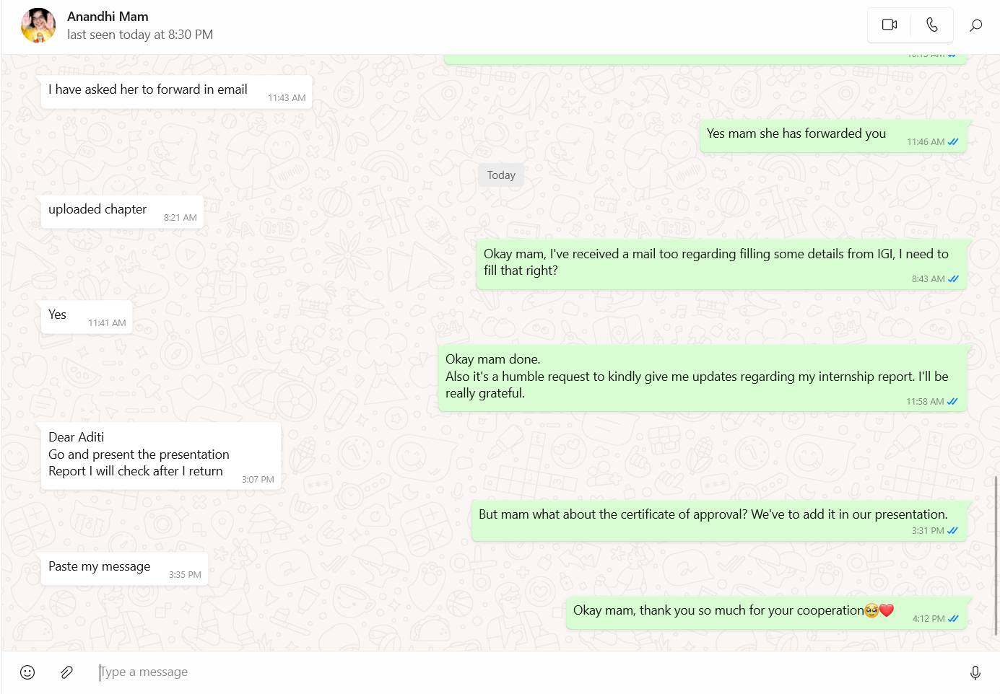 Anandhi Mam
last seen today at 8:30 PM
I have asked her to forward in email
11:43 AM
Yes mam she has forwarded you
11:46 AM
Today
uploaded chapter
8:21 AM
Okay mam, I've received a mail too regarding filling some details from IGI, I need to
fill that right?
8:43 AM
Yes
11:41 AM
Okay mam done.
Also it's a humble request to kindly give me updates regarding my internship report. I'll be
really grateful.
11:58 AM
Dear Aditi
Go and present the presentation
Report I will check after I return
3:07 PM
But mam what about the certificate of approval? We've to add it in our presentation.
3:31 PM
Paste my message
3:35 PM
Okay mam, thank you so much for your cooperation🥹❤️
4:12 PM
Type a message